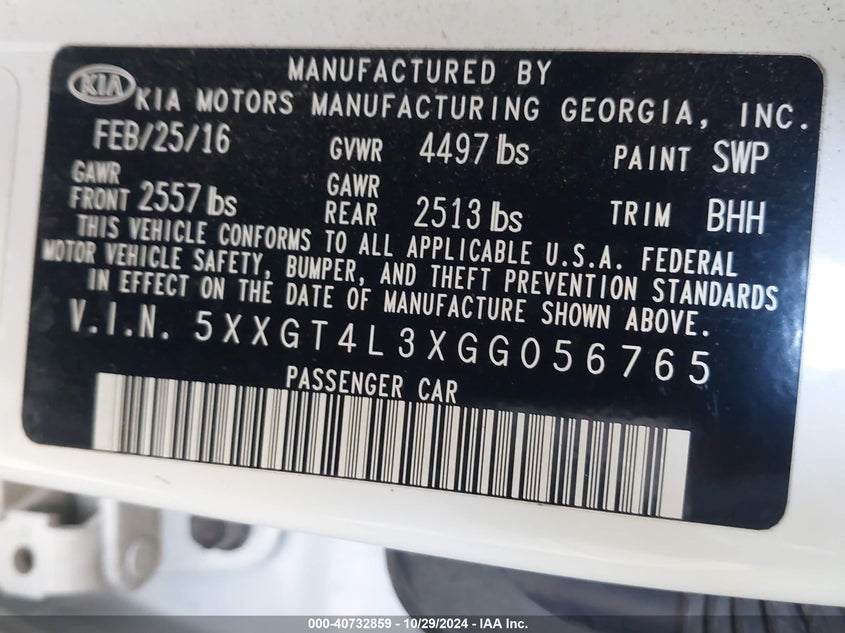 MANUFACTURED BY
KIA KIA MOTORS MANUFACTURING GEORGIA, INC.
FEB/25/16 GVWR 4497 lbs PAINT SWP
GAWR FRONT 2557 lbs GAWR REAR 2513 lbs TRIM BHH
THIS VEHICLE CONFORMS TO ALL APPLICABLE U.S.A. FEDERAL
MOTOR VEHICLE SAFETY, BUMPER, AND THEFT PREVENTION STANDARDS
IN EFFECT ON THE DATE OF MANUFACTURE SHOWN ABOVE.
V.I.N. 5XXGT4L3XGG056765
PASSENGER CAR
000-40732859 - 10/29/2024 - IAA Inc.